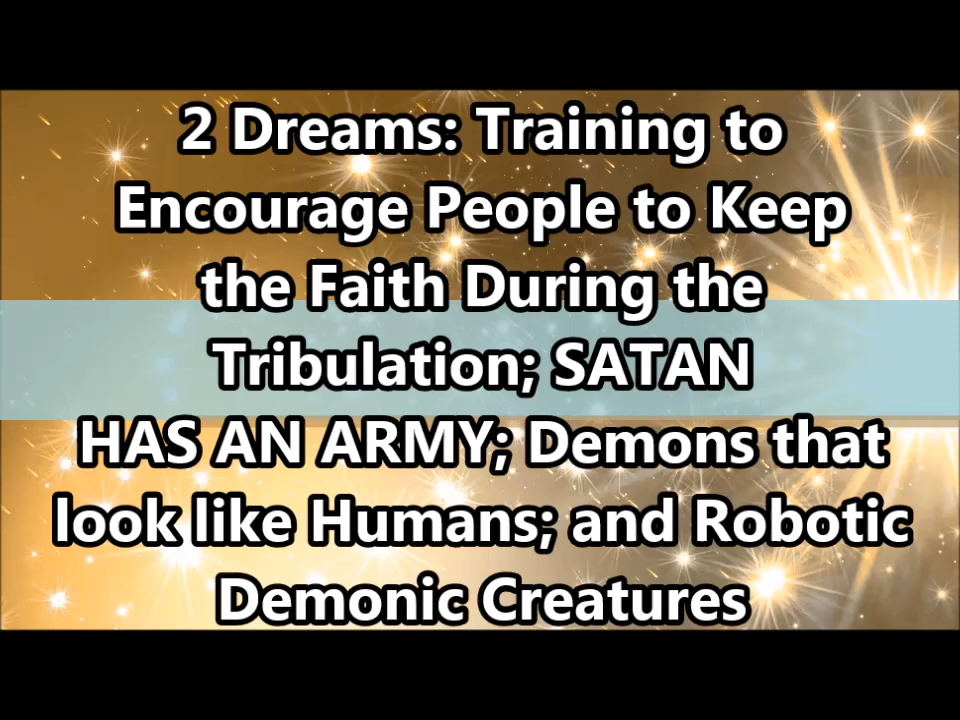 2 Dreams: Training to
Encourage People to Keep
the Faith During the
Tribulation; SATAN
HAS AN ARMY; Demons that
look like Humans; and Robotic
Demonic Creatures